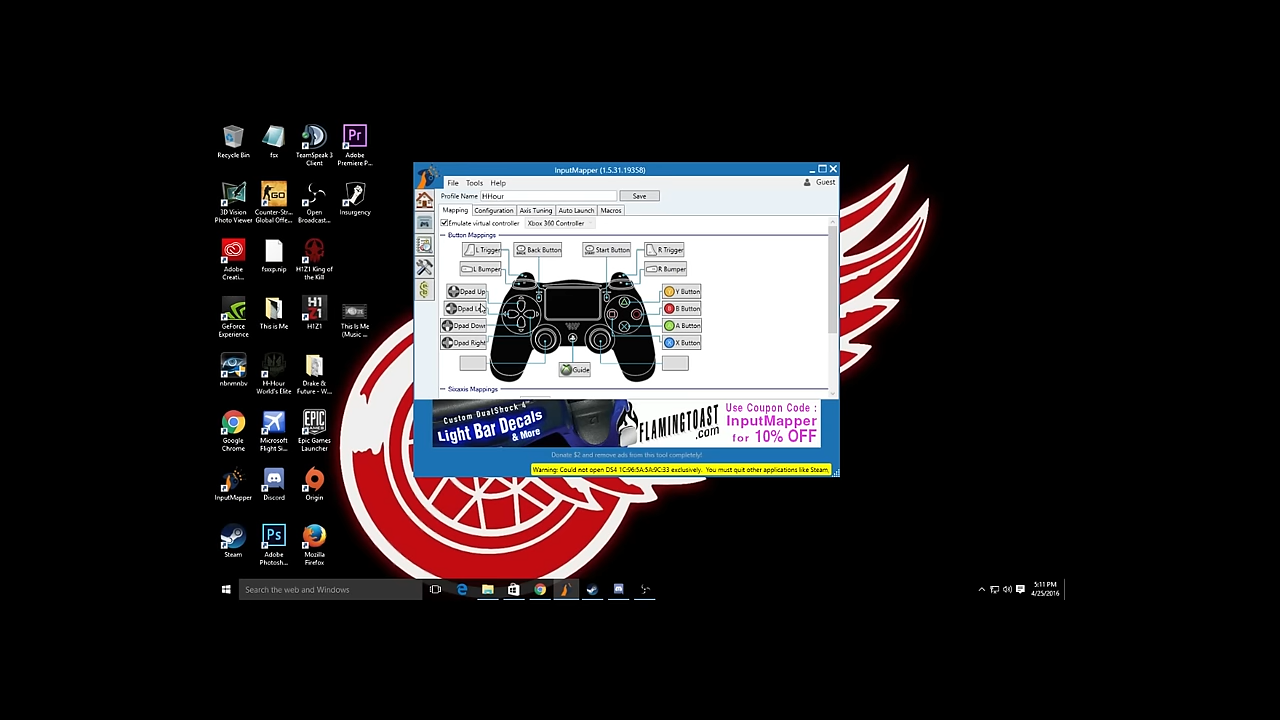 Recycle Bin
fsx
TeamSpeak 3
Client
Adobe
Premiere P...
3D Vision
Photo Viewer
Counter-Str...
Global Offe...
Open
Broadcast...
Insurgency
Adobe
Creati...
fsxxp.nip
H1Z1 King of
the Kill
GeForce
Experience
This is Me
H1Z1
This Is Me
(Music ...
nbnmnbv
H-Hour
World's Elite
Drake &
Future - W...
Google
Chrome
Microsoft
Flight Si...
Epic Games
Launcher
InputMapper
Discord
Origin
Steam
Adobe
Photosh...
Mozilla
Firefox
InputMapper (1.5.31.19358)
File Tools Help
Guest
Profile Name HHour Save
Mapping Configuration Axis Tuning Auto Launch Macros
Emulate virtual controller Xbox 360 Controller
Button Mappings
L Trigger Back Button Start Button R Trigger
L Bumper R Bumper
Dpad Up Y Button
Dpad B Button
Dpad Down A Button
Dpad Right X Button
Guide
Sixaxis Mappings
Custom DualShock 4
Light Bar Decals
& More
FLAMINGTOAST
.com
Use Coupon Code :
InputMapper
for 10% OFF
Donate $2 and remove ads from this tool completely!
Warning: Could not open DS4 1C:96:5A:5A:9C:33 exclusively. You must quit other applications like Steam.
Search the web and Windows
5:11 PM
4/25/2016